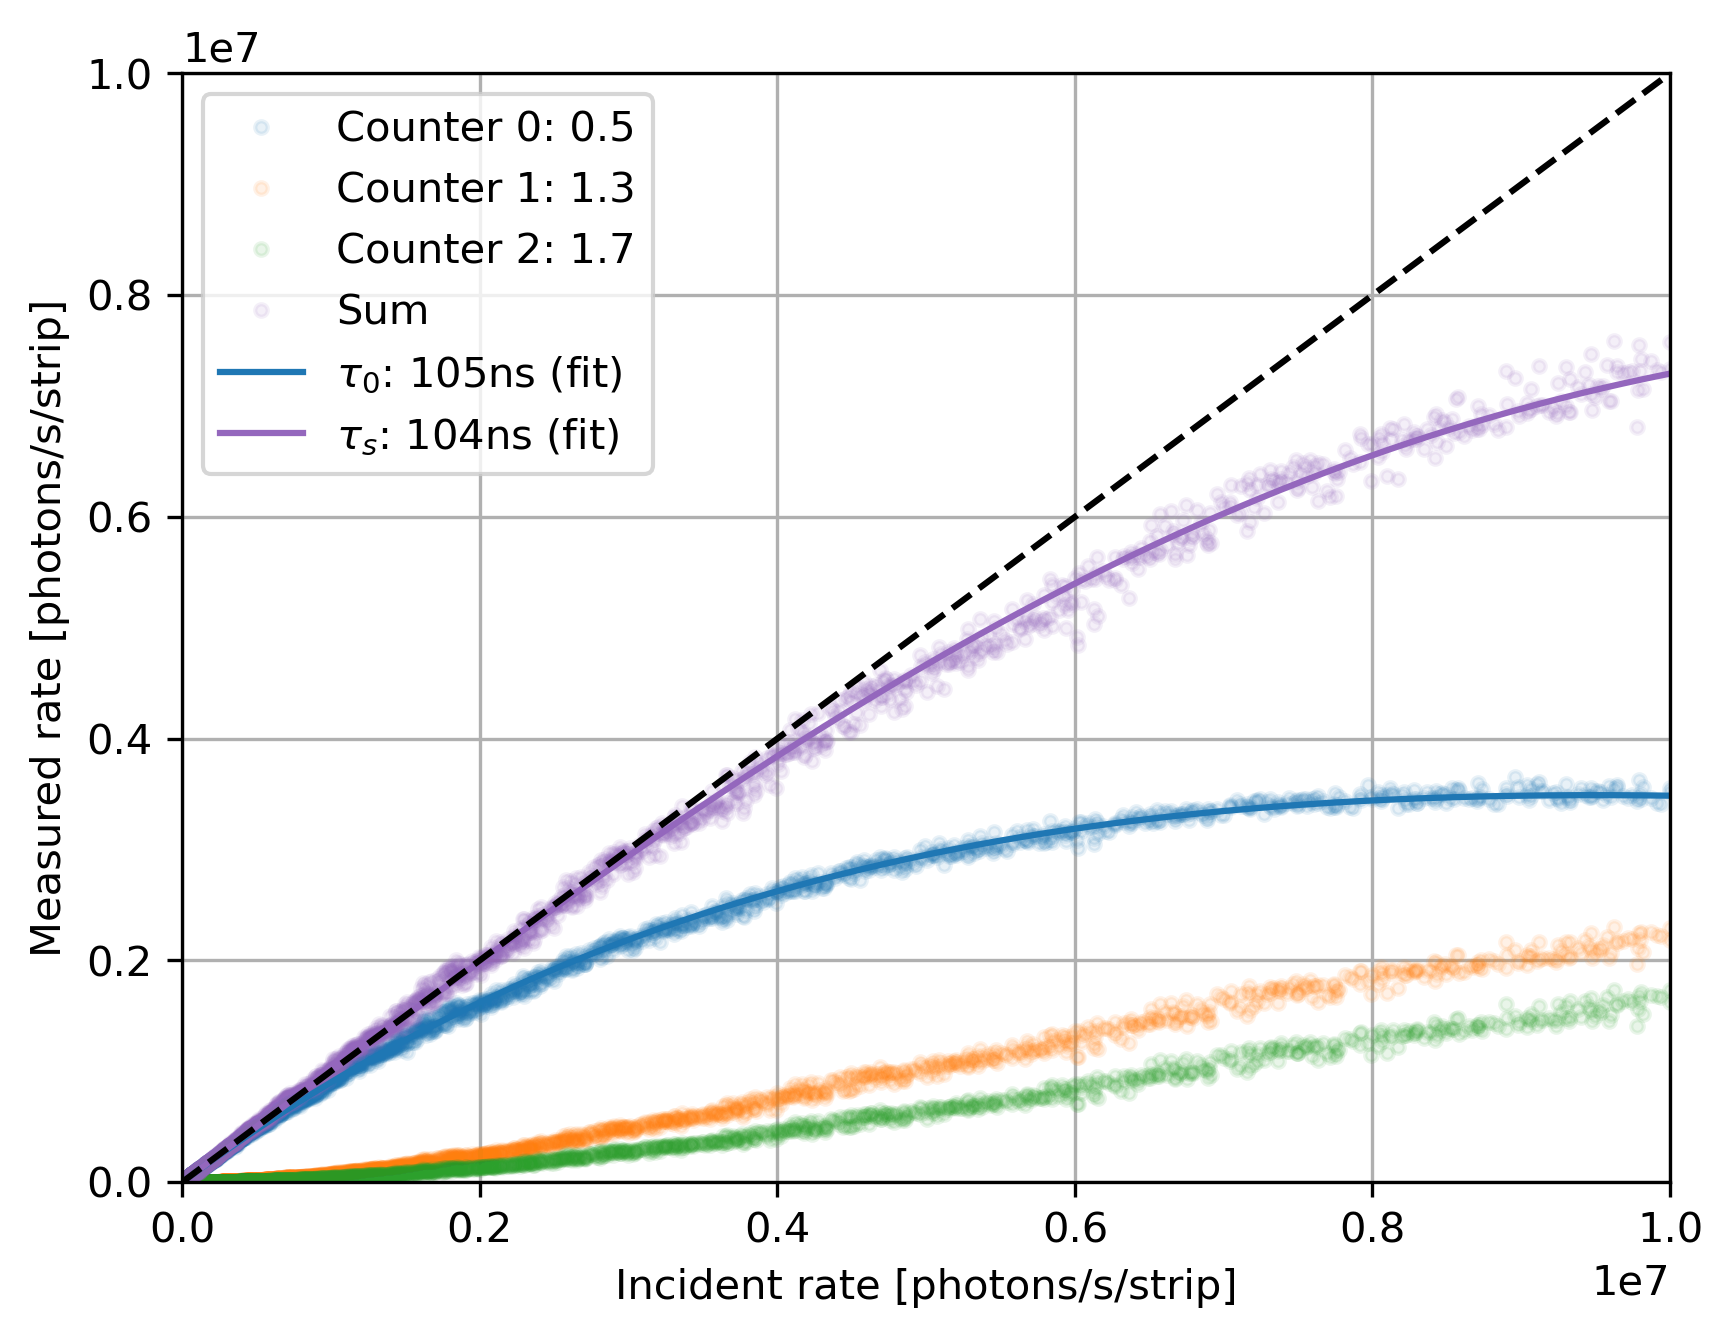 1e7
1.0
0.8
0.6
0.4
0.2
0.0
Measured rate [photons/s/strip]
Counter 0: 0.5
Counter 1: 1.3
Counter 2: 1.7
Sum
τ₀: 105ns (fit)
τₛ: 104ns (fit)
0.0 0.2 0.4 0.6 0.8 1.0
1e7
Incident rate [photons/s/strip]